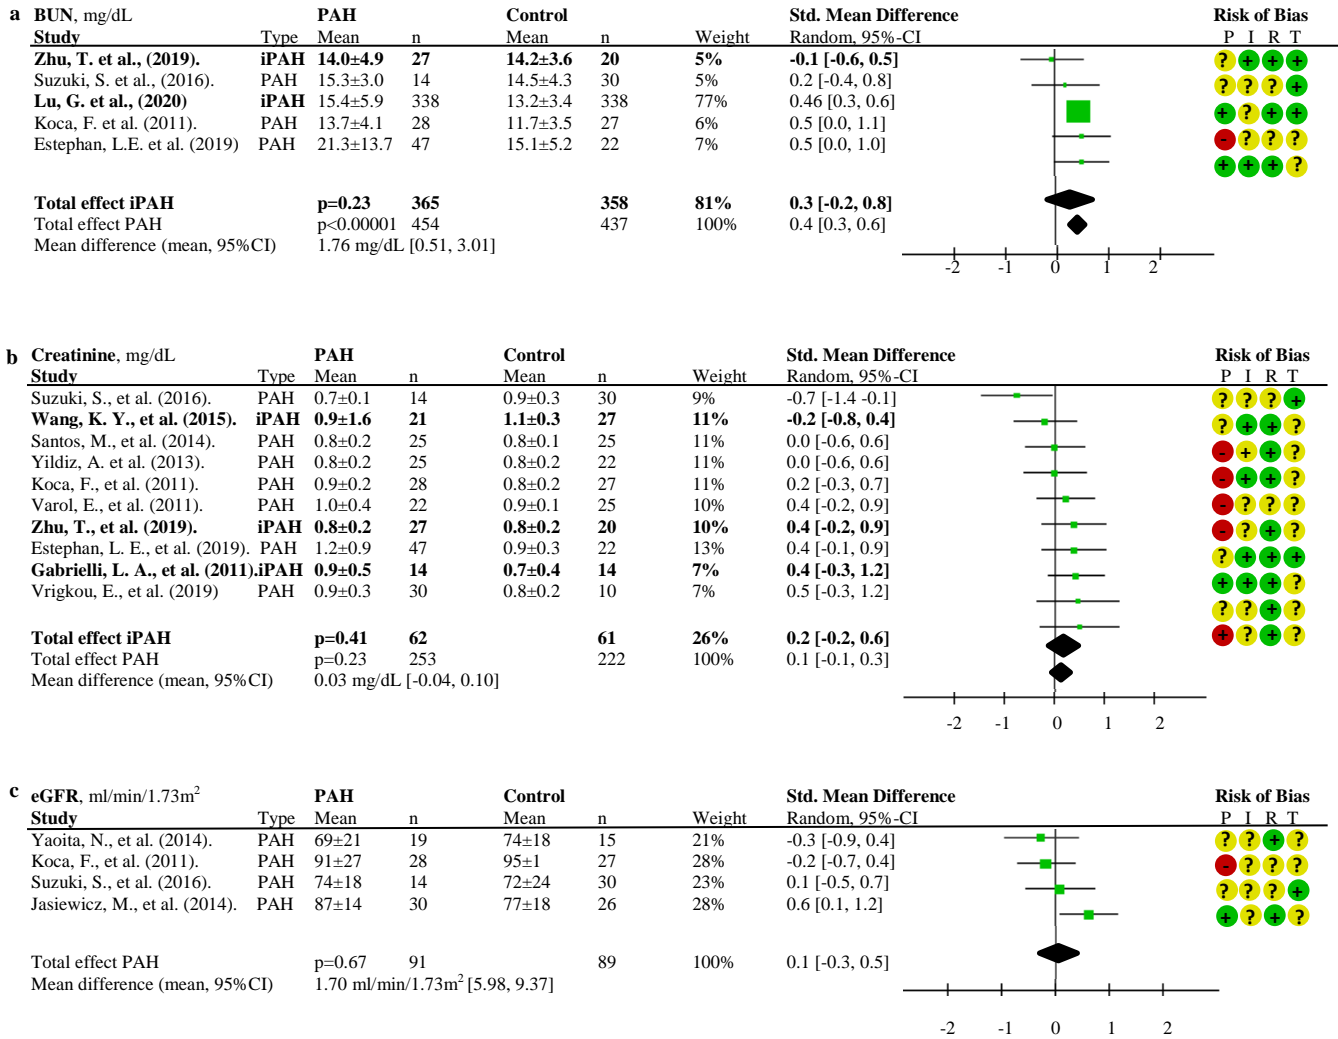 a BUN, mg/dL PAH Control Std. Mean Difference Risk of Bias
Study Type Mean n Mean n Weight Random, 95%-CI P I R T
Zhu, T. et al., (2019). iPAH 14.0±4.9 27 14.2±3.6 20 5% -0.1 [-0.6, 0.5] ? + + +
Suzuki, S. et al. (2016). PAH 15.3±3.0 14 14.5±4.3 30 5% 0.2 [-0.4, 0.8] ? ? ? +
Lu, G. et al., (2020) iPAH 15.4±5.9 338 13.2±3.4 338 77% 0.46 [0.3, 0.6] + ? + +
Koca, F. et al. (2011). PAH 13.7±4.1 28 11.7±3.5 27 6% 0.5 [0.0, 1.1] - ? ? ?
Estephan, L.E. et al. (2019) PAH 21.3±13.7 47 15.1±5.2 22 7% 0.5 [0.0, 1.0] + + + ?
Total effect iPAH p=0.23 365 358 81% 0.3 [-0.2, 0.8]
Total effect PAH p<0.00001 454 437 100% 0.4 [0.3, 0.6]
Mean difference (mean, 95%CI) 1.76 mg/dL [0.51, 3.01]
-2 -1 0 1 2
b Creatinine, mg/dL PAH Control Std. Mean Difference Risk of Bias
Study Type Mean n Mean n Weight Random, 95%-CI P I R T
Suzuki, S., et al. (2016). PAH 0.7±0.1 14 0.9±0.3 30 9% -0.7 [-1.4 -0.1] ? ? ? +
Wang, K. Y., et al. (2015). iPAH 0.9±1.6 21 1.1±0.3 27 11% -0.2 [-0.8, 0.4] ? + + ?
Santos, M., et al. (2014). PAH 0.8±0.2 25 0.8±0.1 25 11% 0.0 [-0.6, 0.6] - + + ?
Yildiz, A. et al. (2013). PAH 0.8±0.2 25 0.8±0.2 22 11% 0.0 [-0.6, 0.6] - + + ?
Koca, F., et al. (2011). PAH 0.9±0.2 28 0.8±0.2 27 11% 0.2 [-0.3, 0.7] - ? ? ?
Varol, E., et al. (2011). PAH 1.0±0.4 22 0.9±0.1 25 10% 0.4 [-0.2, 0.9] - ? + ?
Zhu, T., et al. (2019). iPAH 0.8±0.2 27 0.8±0.2 20 10% 0.4 [-0.2, 0.9] ? + + +
Estephan, L. E., et al. (2019). PAH 1.2±0.9 47 0.9±0.3 22 13% 0.4 [-0.1, 0.9] + + + ?
Gabrielli, L. A., et al. (2011). iPAH 0.9±0.5 14 0.7±0.4 14 7% 0.4 [-0.3, 1.2] ? ? + ?
Vrigkou, E., et al. (2019) PAH 0.9±0.3 30 0.8±0.2 10 7% 0.5 [-0.3, 1.2] + ? + ?
Total effect iPAH p=0.41 62 61 26% 0.2 [-0.2, 0.6]
Total effect PAH p=0.23 253 222 100% 0.1 [-0.1, 0.3]
Mean difference (mean, 95%CI) 0.03 mg/dL [-0.04, 0.10]
-2 -1 0 1 2
c eGFR, ml/min/1.73m² PAH Control Std. Mean Difference Risk of Bias
Study Type Mean n Mean n Weight Random, 95%-CI P I R T
Yaoita, N., et al. (2014). PAH 69±21 19 74±18 15 21% -0.3 [-0.9, 0.4] ? ? + ?
Koca, F., et al. (2011). PAH 91±27 28 95±1 27 28% -0.2 [-0.7, 0.4] - ? ? ?
Suzuki, S., et al. (2016). PAH 74±18 14 72±24 30 23% 0.1 [-0.5, 0.7] ? ? ? +
Jasiewicz, M., et al. (2014). PAH 87±14 30 77±18 26 28% 0.6 [0.1, 1.2] + ? + ?
Total effect PAH p=0.67 91 89 100% 0.1 [-0.3, 0.5]
Mean difference (mean, 95%CI) 1.70 ml/min/1.73m² [5.98, 9.37]
-2 -1 0 1 2